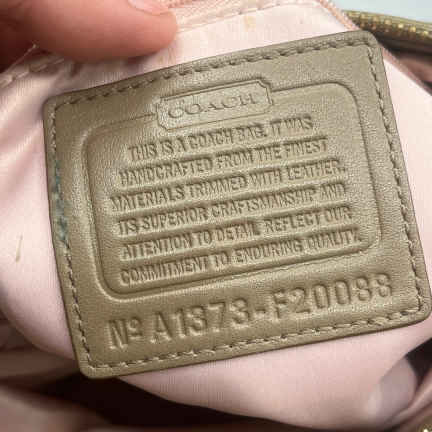 COACH
THIS IS A COACH BAG. IT WAS
HANDCRAFTED FROM THE FINEST
MATERIALS TRIMMED WITH LEATHER.
ITS SUPERIOR CRAFTSMANSHIP AND
ATTENTION TO DETAIL REFLECT OUR
COMMITMENT TO ENDURING QUALITY.
Nº A1373-F20088